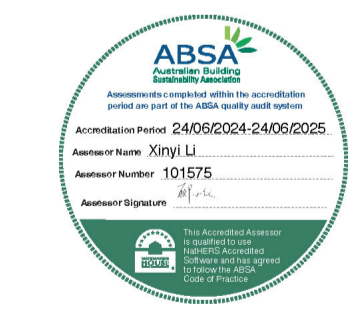 ABSA
Australian Building
Sustainability Association
Assessments completed within the accreditation
period are part of the ABSA quality audit system
Accreditation Period 24/06/2024-24/06/2025
Assessor Name Xinyi Li
Assessor Number 101575
Assessor Signature
This Accredited Assessor
is qualified to use
NatHERS Accredited
Software and has agreed
to follow the ABSA
Code of Practice
HOUSE